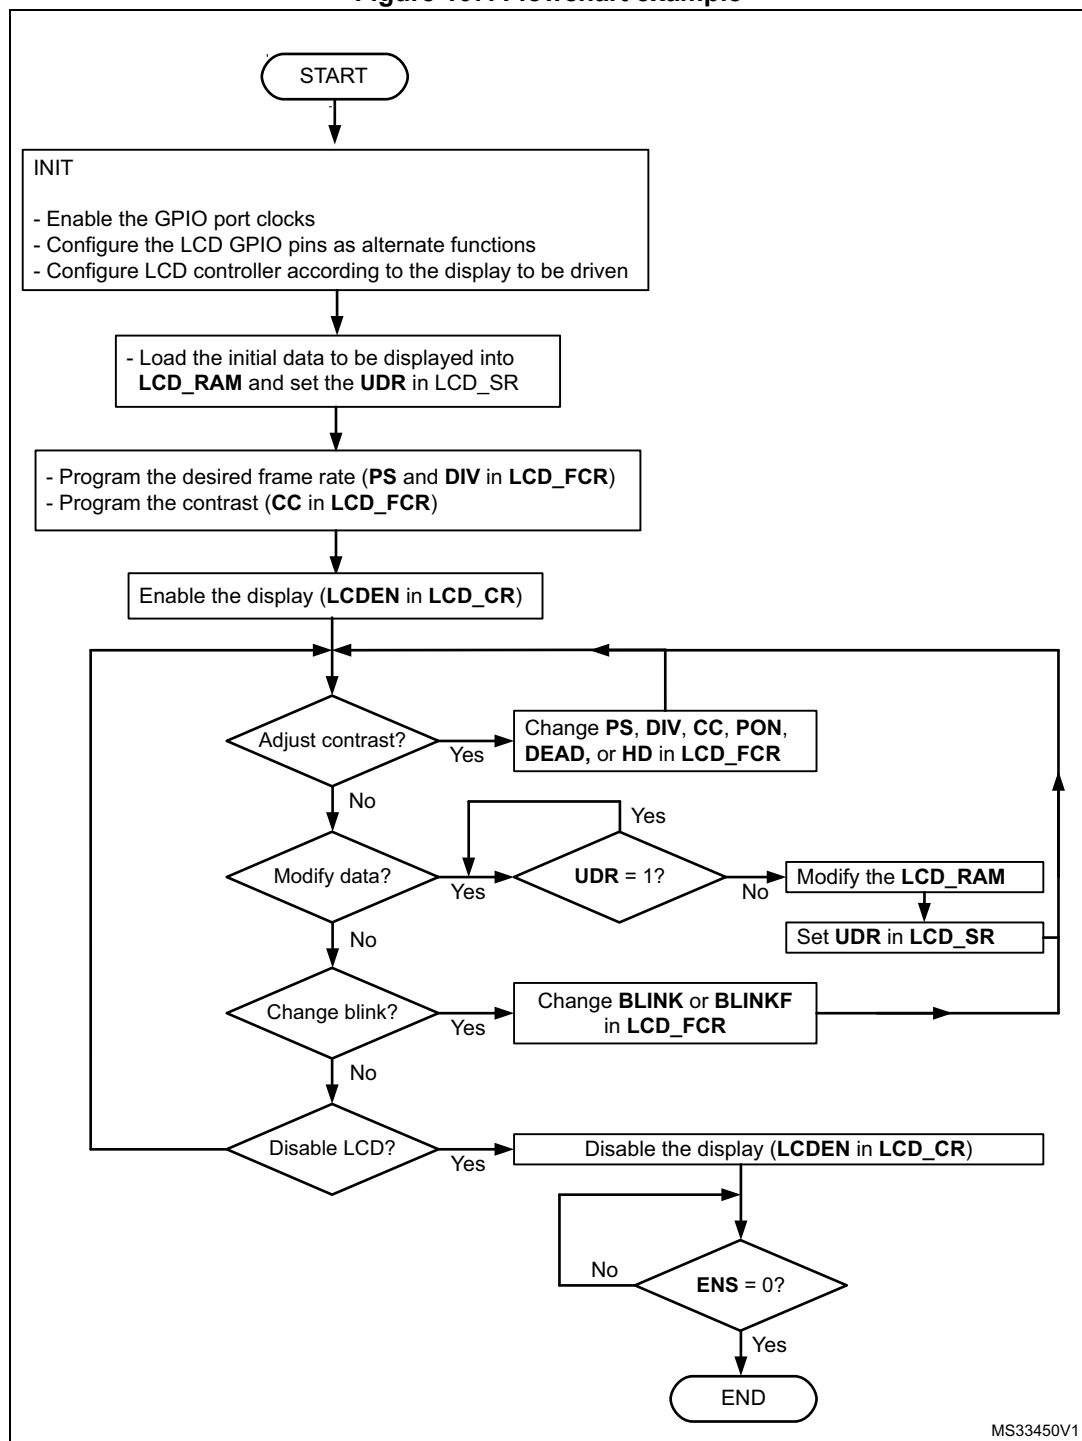 START
INIT
- Enable the GPIO port clocks
- Configure the LCD GPIO pins as alternate functions
- Configure LCD controller according to the display to be driven
- Load the initial data to be displayed into
LCD_RAM and set the UDR in LCD_SR
- Program the desired frame rate (PS and DIV in LCD_FCR)
- Program the contrast (CC in LCD_FCR)
Enable the display (LCDEN in LCD_CR)
Adjust contrast?
Yes
Change PS, DIV, CC, PON,
DEAD, or HD in LCD_FCR
No
Modify data?
Yes
Yes
UDR = 1?
No
Modify the LCD_RAM
Set UDR in LCD_SR
No
Change blink?
Yes
Change BLINK or BLINKF
in LCD_FCR
No
Disable LCD?
Yes
Disable the display (LCDEN in LCD_CR)
No
ENS = 0?
Yes
END
MS33450V1